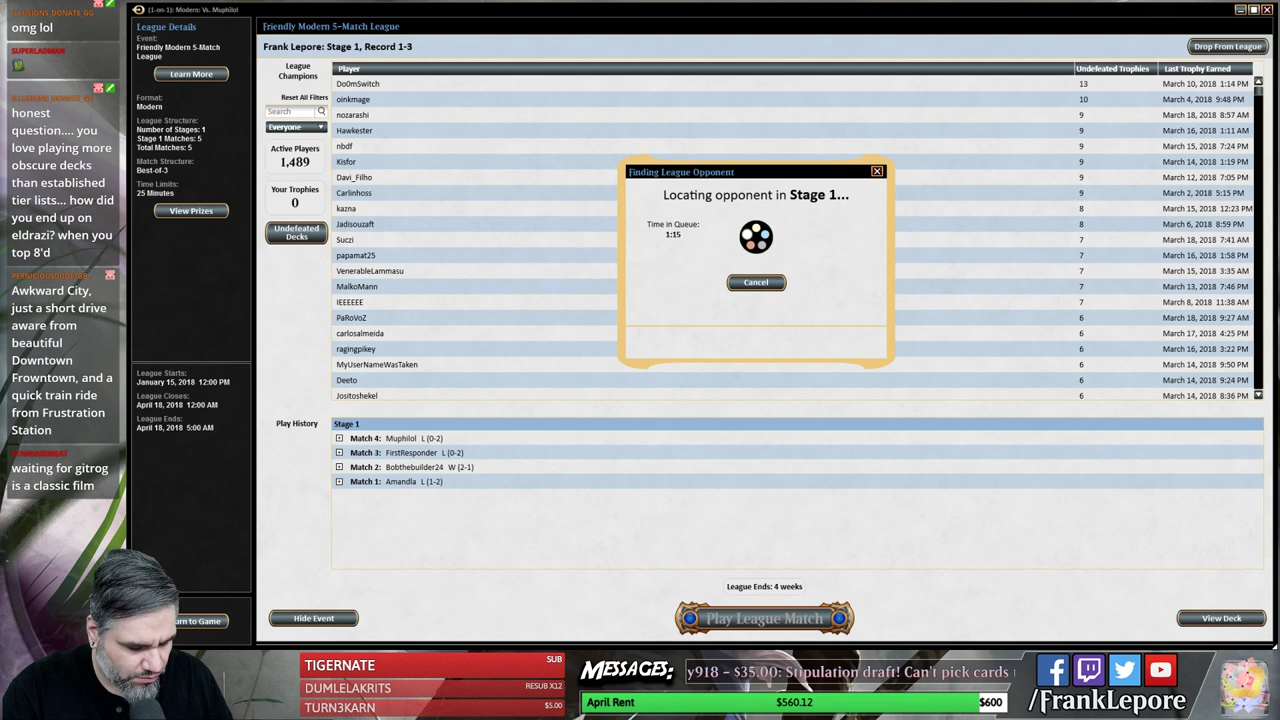 ILLUSIONS_DONATE_GG
omg lol
SUPERLADMAN
ILLUSIONS_DONATE_GG
honest
question.... you
love playing more
obscure decks
than established
tier lists... how did
you end up on
eldrazi? when you
top 8'd
Awkward City,
just a short drive
aware from
beautiful
Downtown
Frowntown, and a
quick train ride
from Frustration
Station
waiting for gitrog
is a classic film
(1-on-1): Modern: Vs. Muphilol
League Details
Event:
Friendly Modern 5-Match
League
Learn More
Format:
Modern
League Structure:
Number of Stages: 1
Stage 1 Matches: 5
Total Matches: 5
Match Structure:
Best-of-3
Time Limits:
25 Minutes
View Prizes
League Starts:
January 15, 2018 12:00 PM
League Closes:
April 18, 2018 12:00 AM
League Ends:
April 18, 2018 5:00 AM
urn to Game
Friendly Modern 5-Match League
Frank Lepore: Stage 1, Record 1-3
Drop From League
League
Champions
Reset All Filters
Search
Everyone
Active Players
1,489
Your Trophies
0
Undefeated
Decks
Player Undefeated Trophies Last Trophy Earned
Do0mSwitch 13 March 10, 2018 1:14 PM
oinkmage 10 March 4, 2018 9:48 PM
nozarashi 9 March 18, 2018 8:57 AM
Hawkester 9 March 16, 2018 1:11 AM
nbdf 9 March 15, 2018 7:24 PM
Kisfor 9 March 14, 2018 1:19 PM
Davi_Filho 9 March 12, 2018 7:05 PM
Carlinhoss 9 March 2, 2018 5:15 PM
kazna 8 March 15, 2018 12:23 PM
Jadisouzaft 8 March 6, 2018 8:59 PM
Suczi 7 March 18, 2018 7:41 AM
papamat25 7 March 16, 2018 1:58 PM
VenerableLammasu 7 March 15, 2018 3:35 AM
MalkoMann 7 March 13, 2018 7:46 PM
IEEEEEE 7 March 8, 2018 11:38 AM
PaRoVoZ 6 March 18, 2018 9:27 AM
carlosalmeida 6 March 17, 2018 4:25 PM
ragingpikey 6 March 16, 2018 3:22 PM
MyUserNameWasTaken 6 March 14, 2018 9:50 PM
Deeto 6 March 14, 2018 9:24 PM
Jositoshekel 6 March 14, 2018 8:36 PM
Finding League Opponent
Locating opponent in Stage 1...
Time in Queue:
1:15
Cancel
Play History
Stage 1
Match 4: Muphilol L (0-2)
Match 3: FirstResponder L (0-2)
Match 2: Bobthebuilder24 W (2-1)
Match 1: Amandla L (1-2)
League Ends: 4 weeks
Hide Event
Play League Match
View Deck
TIGERNATE SUB
DUMLELAKRITS RESUB X12
TURN3KARN $5.00
MESSAGES: y918 – $35.00: Stipulation draft! Can't pick cards
April Rent $560.12 $600
/FrankLepore